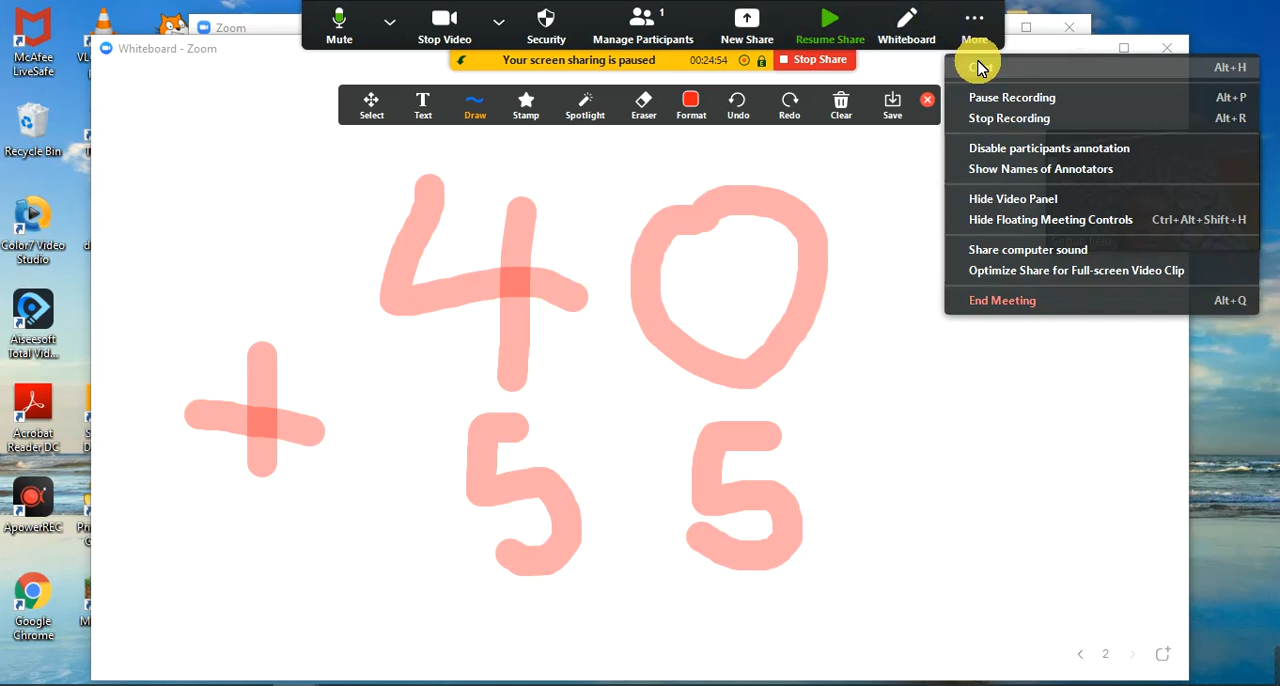 McAfee LiveSafe
Recycle Bin
Color7 Video Studio
Aiseesoft Total Vid...
Acrobat Reader DC
ApowerREC
Google Chrome
Zoom
Whiteboard - Zoom
Mute
Stop Video
Security
1
Manage Participants
New Share
Resume Share
Whiteboard
More
Your screen sharing is paused
00:24:54
Stop Share
Select
Text
Draw
Stamp
Spotlight
Eraser
Format
Undo
Redo
Clear
Save
Alt+H
Pause Recording Alt+P
Stop Recording Alt+R
Disable participants annotation
Show Names of Annotators
Hide Video Panel
Hide Floating Meeting Controls Ctrl+Alt+Shift+H
Share computer sound
Optimize Share for Full-screen Video Clip
End Meeting Alt+Q
40
+ 55
2